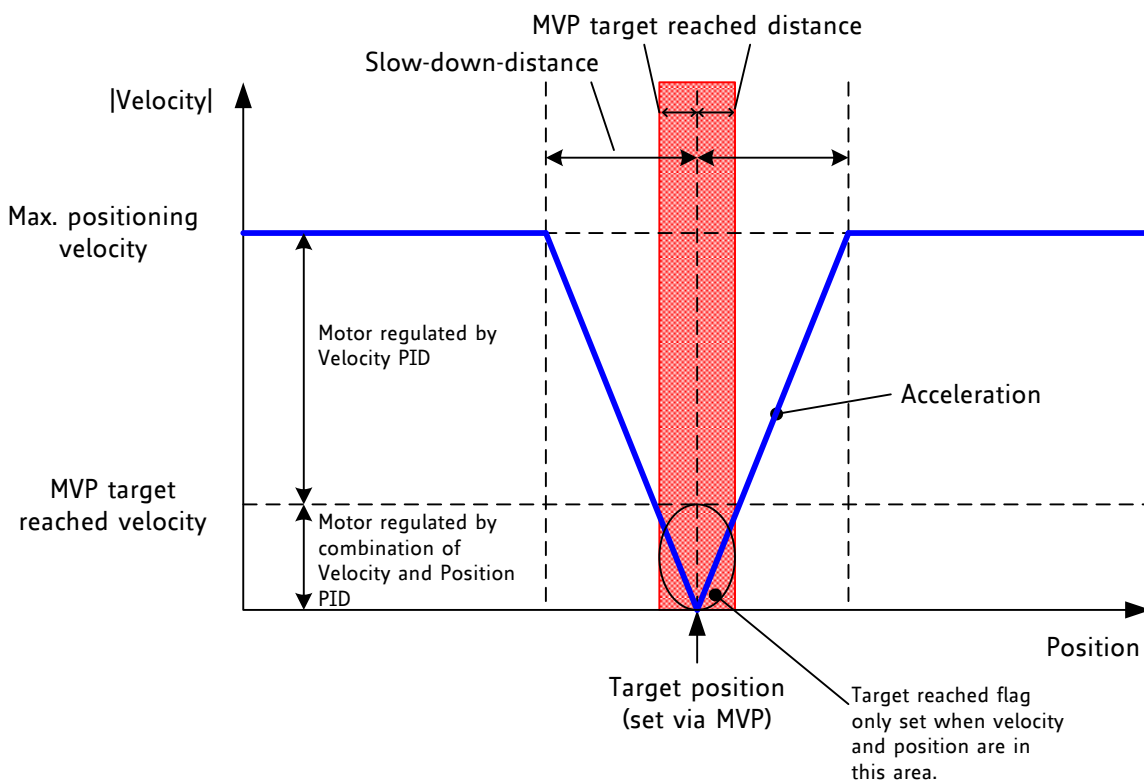 MVP target reached distance
Slow-down-distance
|Velocity|
Max. positioning
velocity
Motor regulated by
Velocity PID
Acceleration
MVP target
reached velocity
Motor regulated by
combination of
Velocity and Position
PID
Position
Target position
(set via MVP)
Target reached flag
only set when velocity
and position are in
this area.